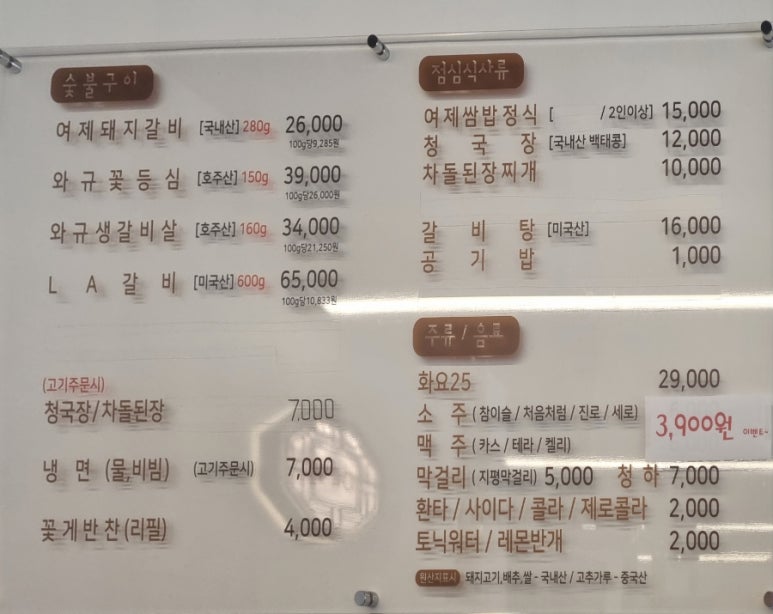 숯불구이
여제돼지갈비 [국내산] 280g 26,000
100g당9,285원
와규꽃등심 [호주산] 150g 39,000
100g당26,000원
와규생갈비살 [호주산] 160g 34,000
100g당21,250원
LA갈비 [미국산] 600g 65,000
100g당10,833원
(고기주문시)
청국장/차돌된장 7,000
냉면 (물,비빔) (고기주문시) 7,000
꽃게반찬(리필) 4,000
점심식사류
여제쌈밥정식 [ /2인이상] 15,000
청국장 [국내산 백태콩] 12,000
차돌된장찌개 10,000
갈비탕 [미국산] 16,000
공기밥 1,000
주류/음료
화요25 29,000
소주 (참이슬/처음처럼/진로/새로)
3,900원 이벤트~
맥주 (카스/테라/켈리)
막걸리 (지평막걸리) 5,000 청하 7,000
환타/사이다/콜라/제로콜라 2,000
토닉워터/레몬반개 2,000
원산지표시 돼지고기,배추,쌀-국내산/고추가루-중국산